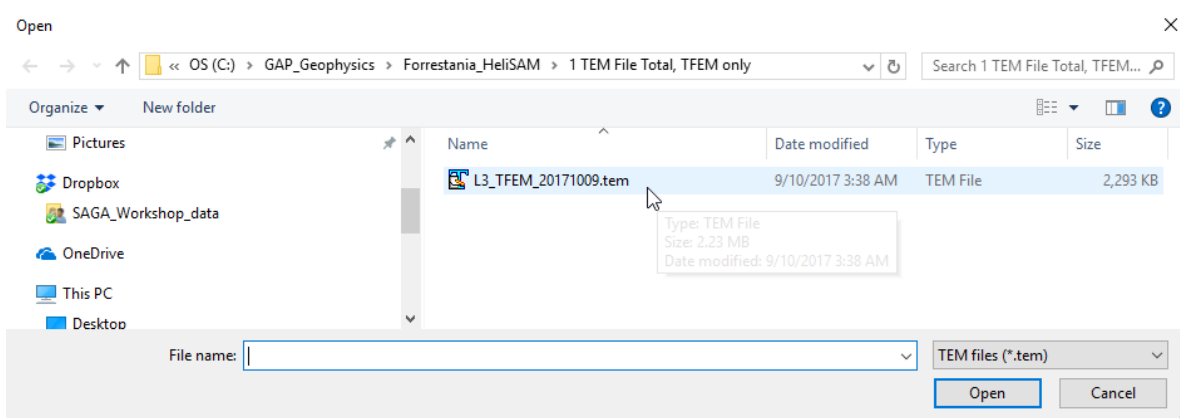 Open
« OS (C:) > GAP_Geophysics > Forrestania_HeliSAM > 1 TEM File Total, TFEM only
Search 1 TEM File Total, TFEM...
Organize
New folder
Pictures
Dropbox
SAGA_Workshop_data
OneDrive
This PC
Desktop
Name Date modified Type Size
L3_TFEM_20171009.tem 9/10/2017 3:38 AM TEM File 2,293 KB
Type: TEM File
Size: 2.23 MB
Date modified: 9/10/2017 3:38 AM
File name:
TEM files (*.tem)
Open
Cancel